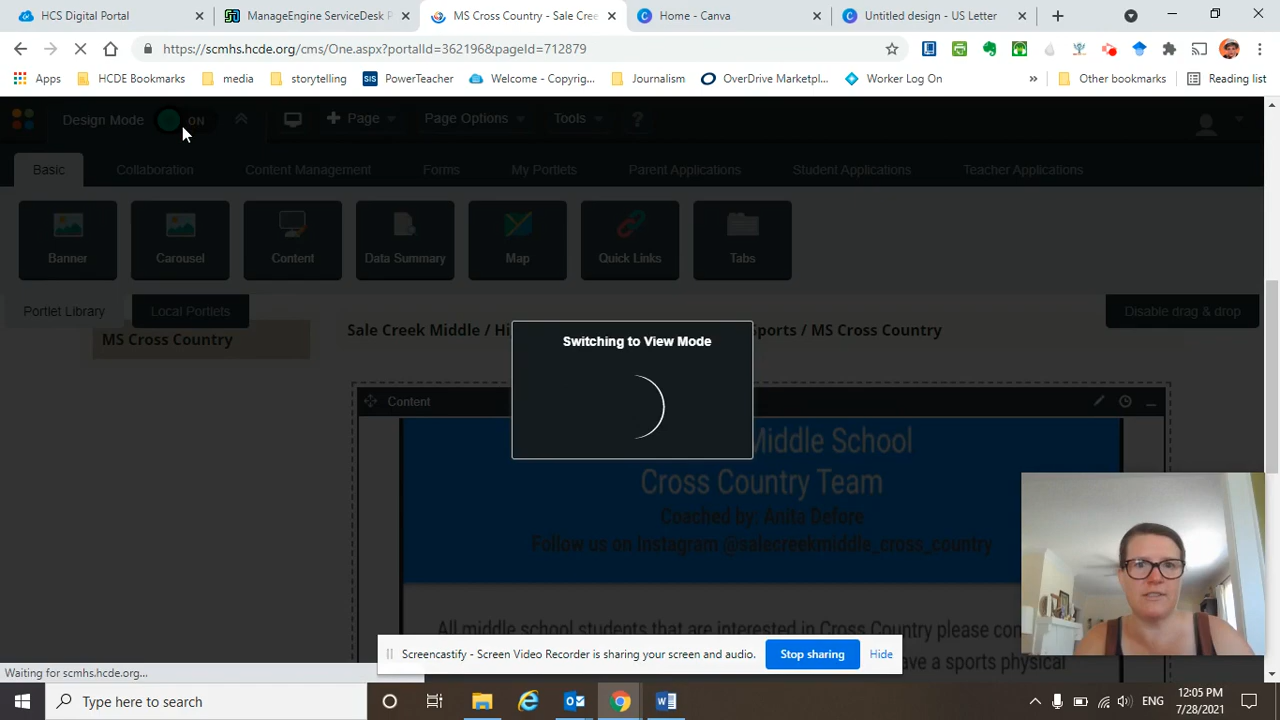 HCS Digital Portal
ManageEngine ServiceDesk P
MS Cross Country - Sale Cree
Home - Canva
Untitled design - US Letter
https://scmhs.hcde.org/cms/One.aspx?portalId=362196&pageId=712879
Apps
HCDE Bookmarks
media
storytelling
SIS
PowerTeacher
Welcome - Copyrig...
Journalism
OverDrive Marketpl...
Worker Log On
»
Other bookmarks
Reading list
Design Mode
ON
Page
Page Options
Tools
?
Basic
Collaboration
Content Management
Forms
My Portlets
Parent Applications
Student Applications
Teacher Applications
Banner
Carousel
Content
Data Summary
Map
Quick Links
Tabs
Portlet Library
Local Portlets
Disable drag & drop
MS Cross Country
Sale Creek Middle / Hi
Sports / MS Cross Country
Switching to View Mode
Content
Middle School
Cross Country Team
Coached by: Anita Defore
Follow us on Instagram @salecreekmiddle_cross_country
All middle school students that are interested in Cross Country please con
ave a sports physical
Screencastify - Screen Video Recorder is sharing your screen and audio.
Stop sharing
Hide
Waiting for scmhs.hcde.org...
Type here to search
ENG
12:05 PM
7/28/2021